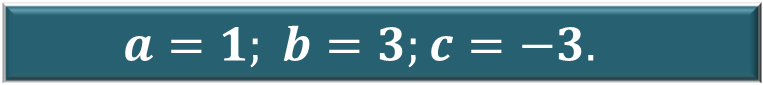 a = 1; b = 3; c = −3.